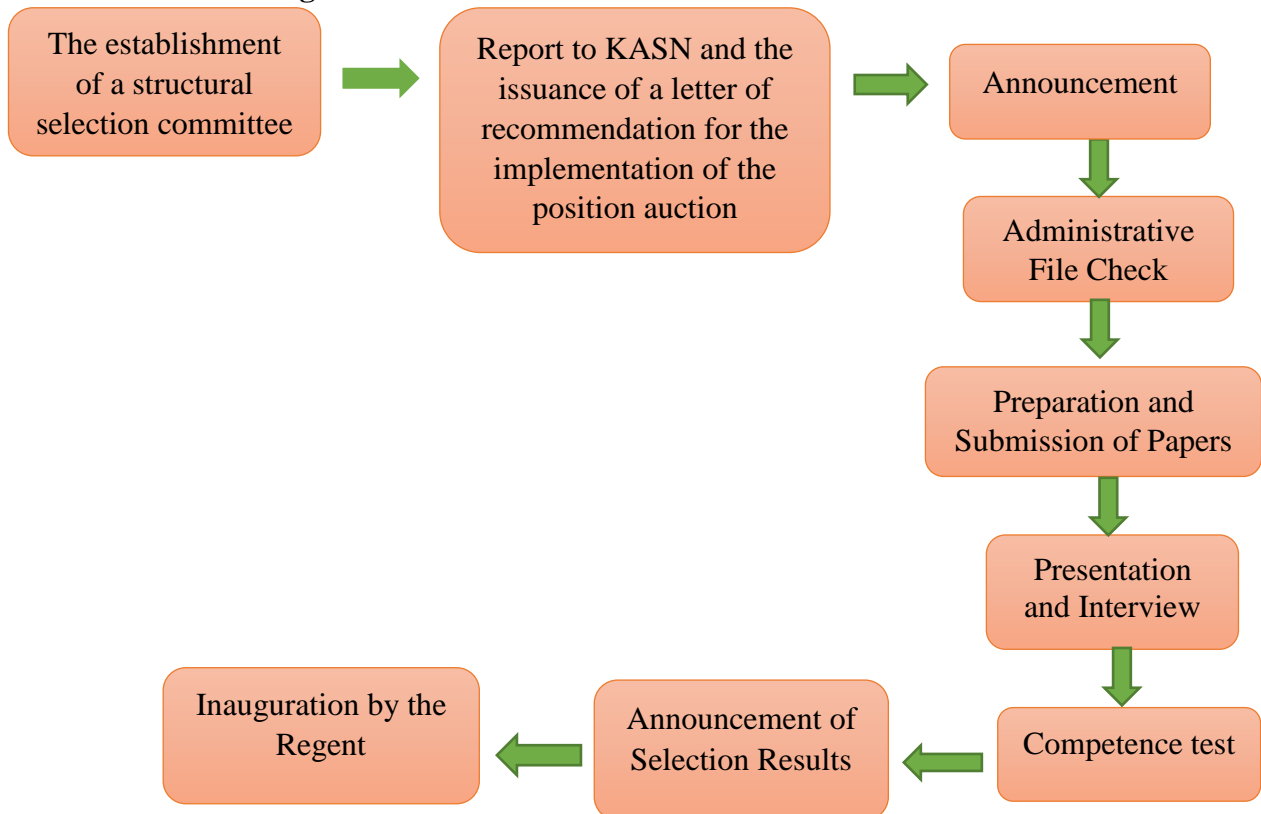 The establishment
of a structural
selection committee
Report to KASN and the
issuance of a letter of
recommendation for the
implementation of the
position auction
Announcement
Administrative
File Check
Preparation and
Submission of Papers
Presentation
and Interview
Competence test
Announcement of
Selection Results
Inauguration by the
Regent